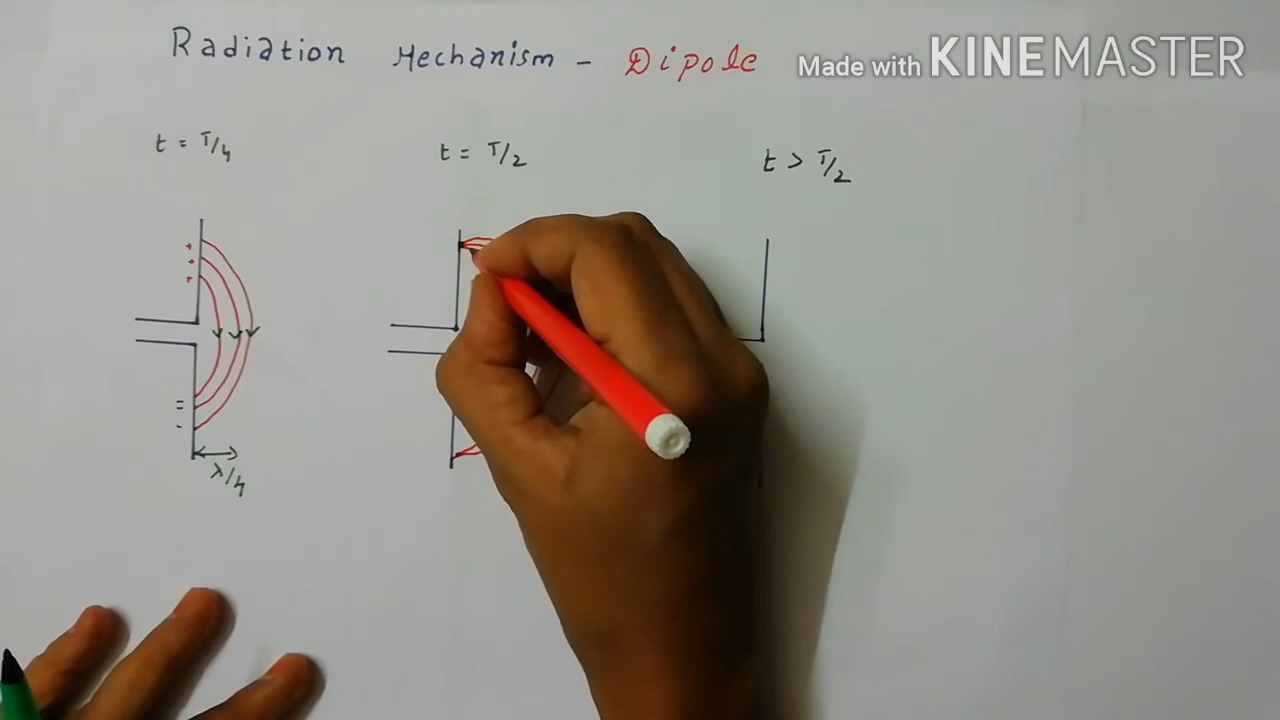 Radiation Mechanism - Dipole
Made with KINEMASTER
t = T/4
t = T/2
t > T/2
+
+
+
=
-
λ/4